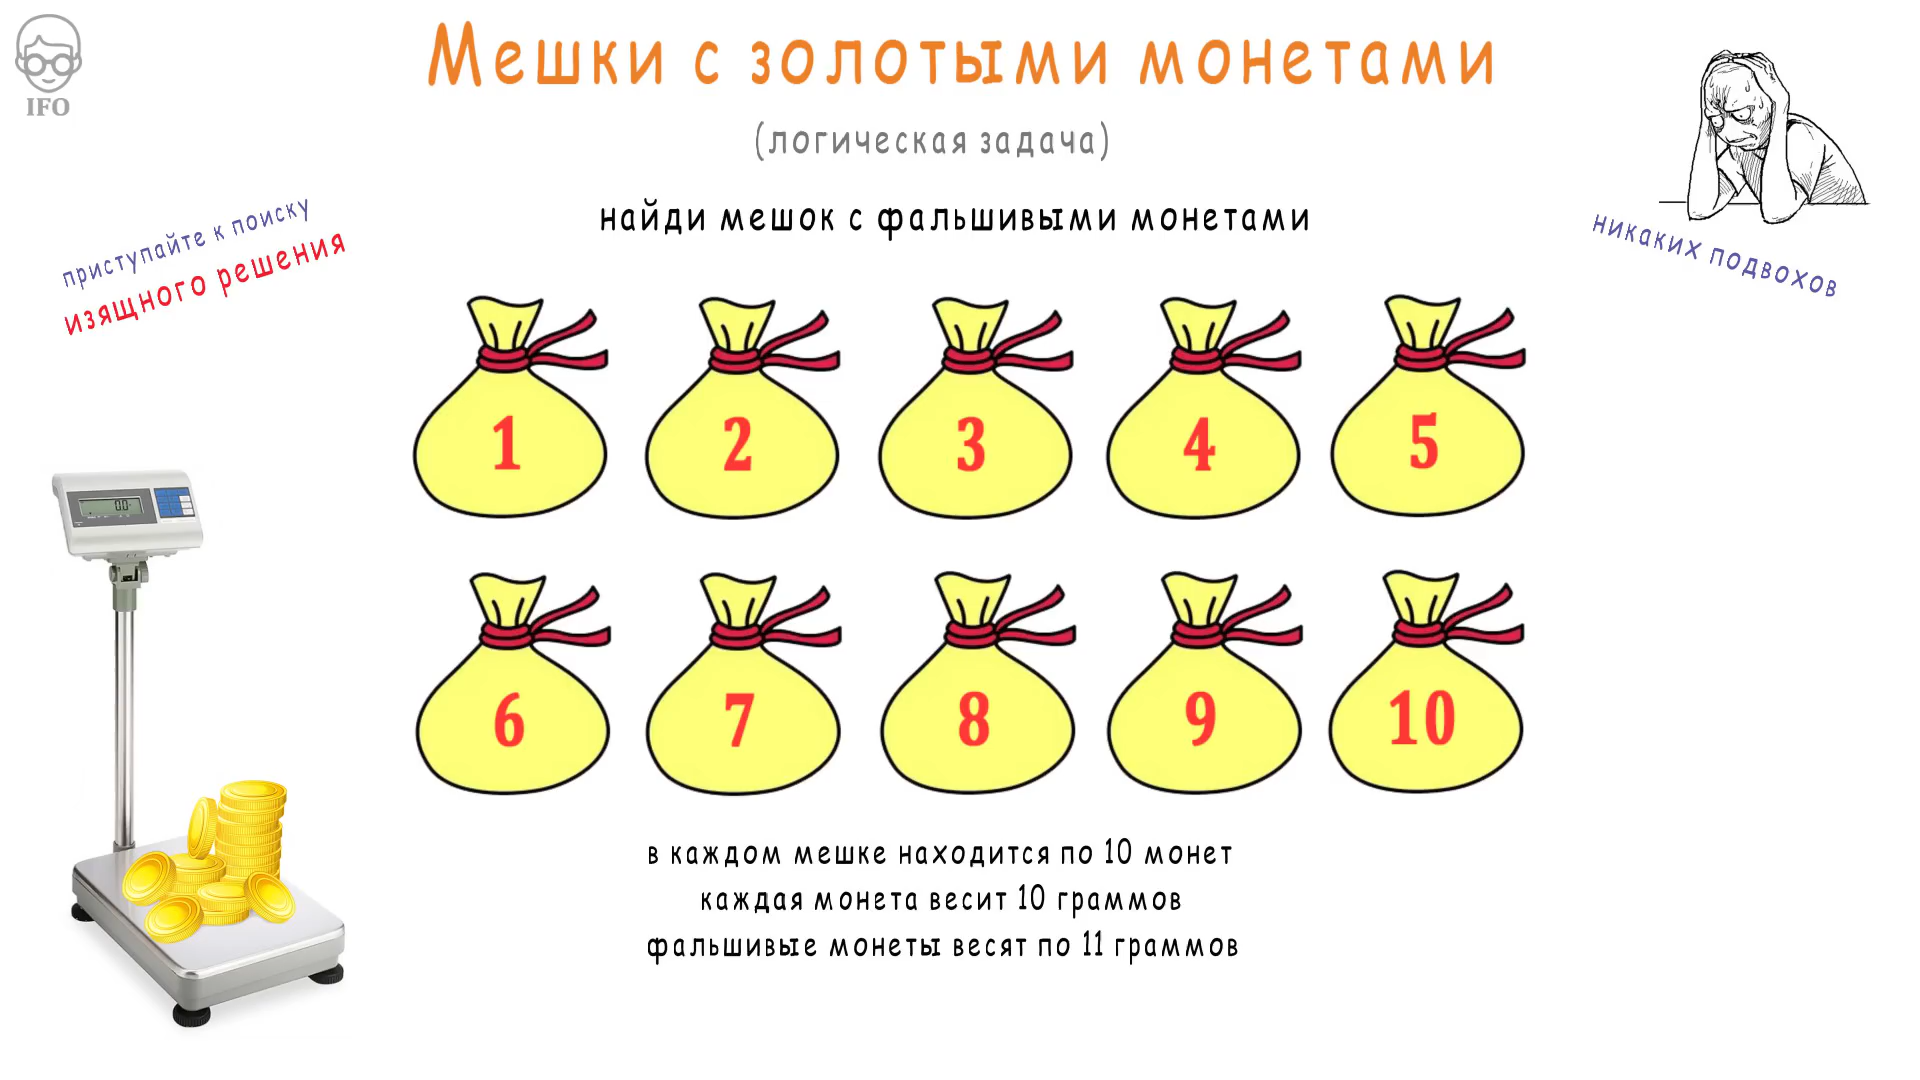 IFO
Мешки с золотыми монетами
(логическая задача)
найди мешок с фальшивыми монетами
приступайте к поиску
изящного решения
никаких подвохов
1 2 3 4 5
0.0
6 7 8 9 10
в каждом мешке находится по 10 монет
каждая монета весит 10 граммов
фальшивые монеты весят по 11 граммов